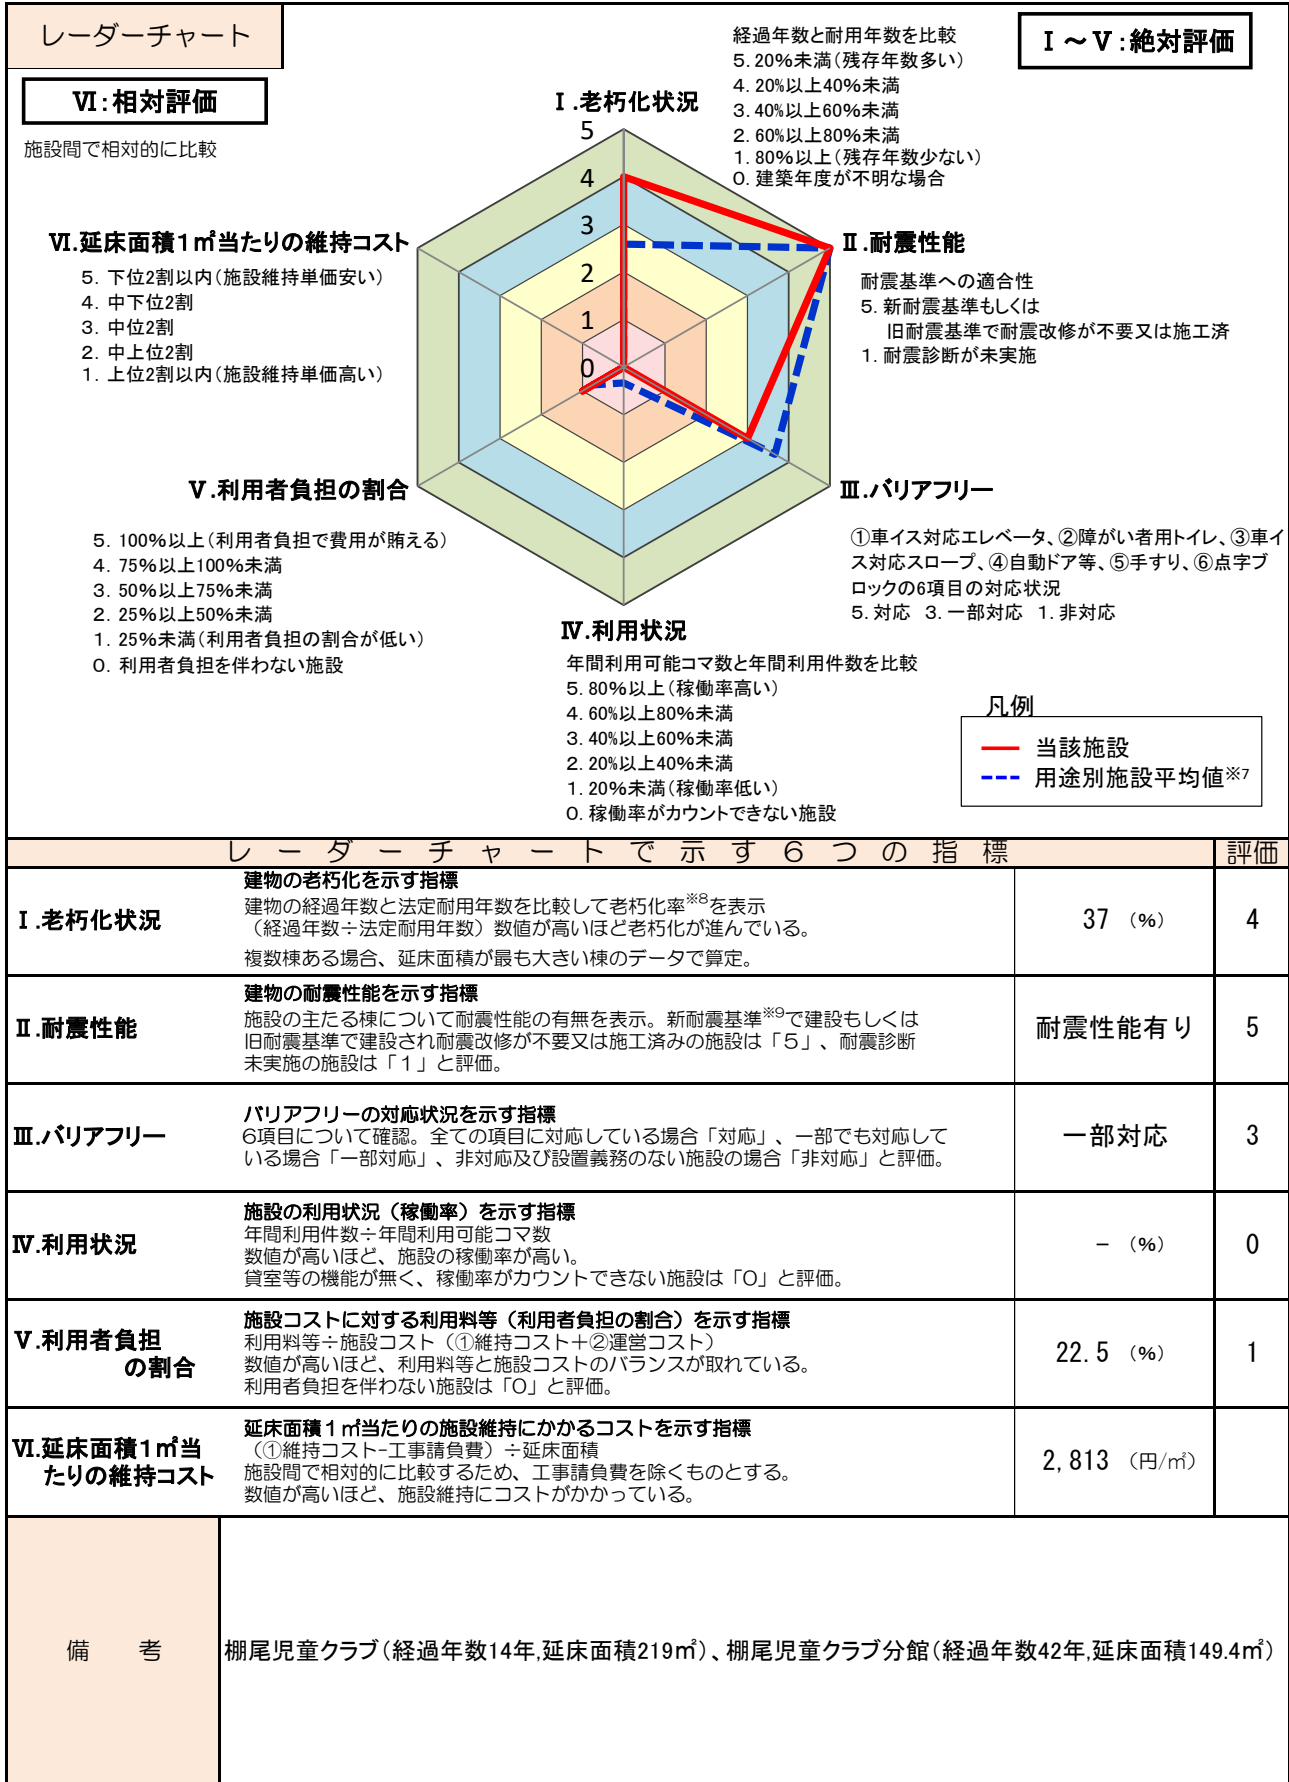 レーダーチャート
Ⅰ～Ⅴ：絶対評価
Ⅵ：相対評価
施設間で相対的に比較
Ⅰ.老朽化状況
経過年数と耐用年数を比較
5. 20%未満（残存年数多い）
4. 20%以上40%未満
3. 40%以上60%未満
2. 60%以上80%未満
1. 80%以上（残存年数少ない）
0. 建築年度が不明な場合
5
4
3
2
1
0
Ⅵ.延床面積1㎡当たりの維持コスト
5. 下位2割以内（施設維持単価安い）
4. 中下位2割
3. 中位2割
2. 中上位2割
1. 上位2割以内（施設維持単価高い）
Ⅱ.耐震性能
耐震基準への適合性
5. 新耐震基準もしくは
旧耐震基準で耐震改修が不要又は施工済
1. 耐震診断が未実施
Ⅴ.利用者負担の割合
5. 100%以上（利用者負担で費用が賄える）
4. 75%以上100%未満
3. 50%以上75%未満
2. 25%以上50%未満
1. 25%未満（利用者負担の割合が低い）
0. 利用者負担を伴わない施設
Ⅲ.バリアフリー
①車イス対応エレベータ、②障がい者用トイレ、③車イ
ス対応スロープ、④自動ドア等、⑤手すり、⑥点字ブ
ロックの6項目の対応状況
5. 対応 3. 一部対応 1. 非対応
Ⅳ.利用状況
年間利用可能コマ数と年間利用件数を比較
5. 80%以上（稼働率高い）
4. 60%以上80%未満
3. 40%以上60%未満
2. 20%以上40%未満
1. 20%未満（稼働率低い）
0. 稼働率がカウントできない施設
凡例
当該施設
用途別施設平均値※7
レーダーチャートで示す6つの指標 評価
Ⅰ.老朽化状況
建物の老朽化を示す指標
建物の経過年数と法定耐用年数を比較して老朽化率※8を表示
（経過年数÷法定耐用年数）数値が高いほど老朽化が進んでいる。
複数棟ある場合、延床面積が最も大きい棟のデータで算定。
37 （%） 4
Ⅱ.耐震性能
建物の耐震性能を示す指標
施設の主たる棟について耐震性能の有無を表示。新耐震基準※9で建設もしくは
旧耐震基準で建設され耐震改修が不要又は施工済みの施設は「5」、耐震診断
未実施の施設は「1」と評価。
耐震性能有り 5
Ⅲ.バリアフリー
バリアフリーの対応状況を示す指標
6項目について確認。全ての項目に対応している場合「対応」、一部でも対応して
いる場合「一部対応」、非対応及び設置義務のない施設の場合「非対応」と評価。
一部対応 3
Ⅳ.利用状況
施設の利用状況（稼働率）を示す指標
年間利用件数÷年間利用可能コマ数
数値が高いほど、施設の稼働率が高い。
貸室等の機能が無く、稼働率がカウントできない施設は「0」と評価。
− （%） 0
Ⅴ.利用者負担
の割合
施設コストに対する利用料等（利用者負担の割合）を示す指標
利用料等÷施設コスト（①維持コスト＋②運営コスト）
数値が高いほど、利用料等と施設コストのバランスが取れている。
利用者負担を伴わない施設は「0」と評価。
22.5 （%） 1
Ⅵ.延床面積1㎡当
たりの維持コスト
延床面積1㎡当たりの施設維持にかかるコストを示す指標
（①維持コスト-工事請負費）÷延床面積
施設間で相対的に比較するため、工事請負費を除くものとする。
数値が高いほど、施設維持にコストがかかっている。
2,813 （円/㎡）
備 考
棚尾児童クラブ（経過年数14年,延床面積219㎡）、棚尾児童クラブ分館（経過年数42年,延床面積149.4㎡）